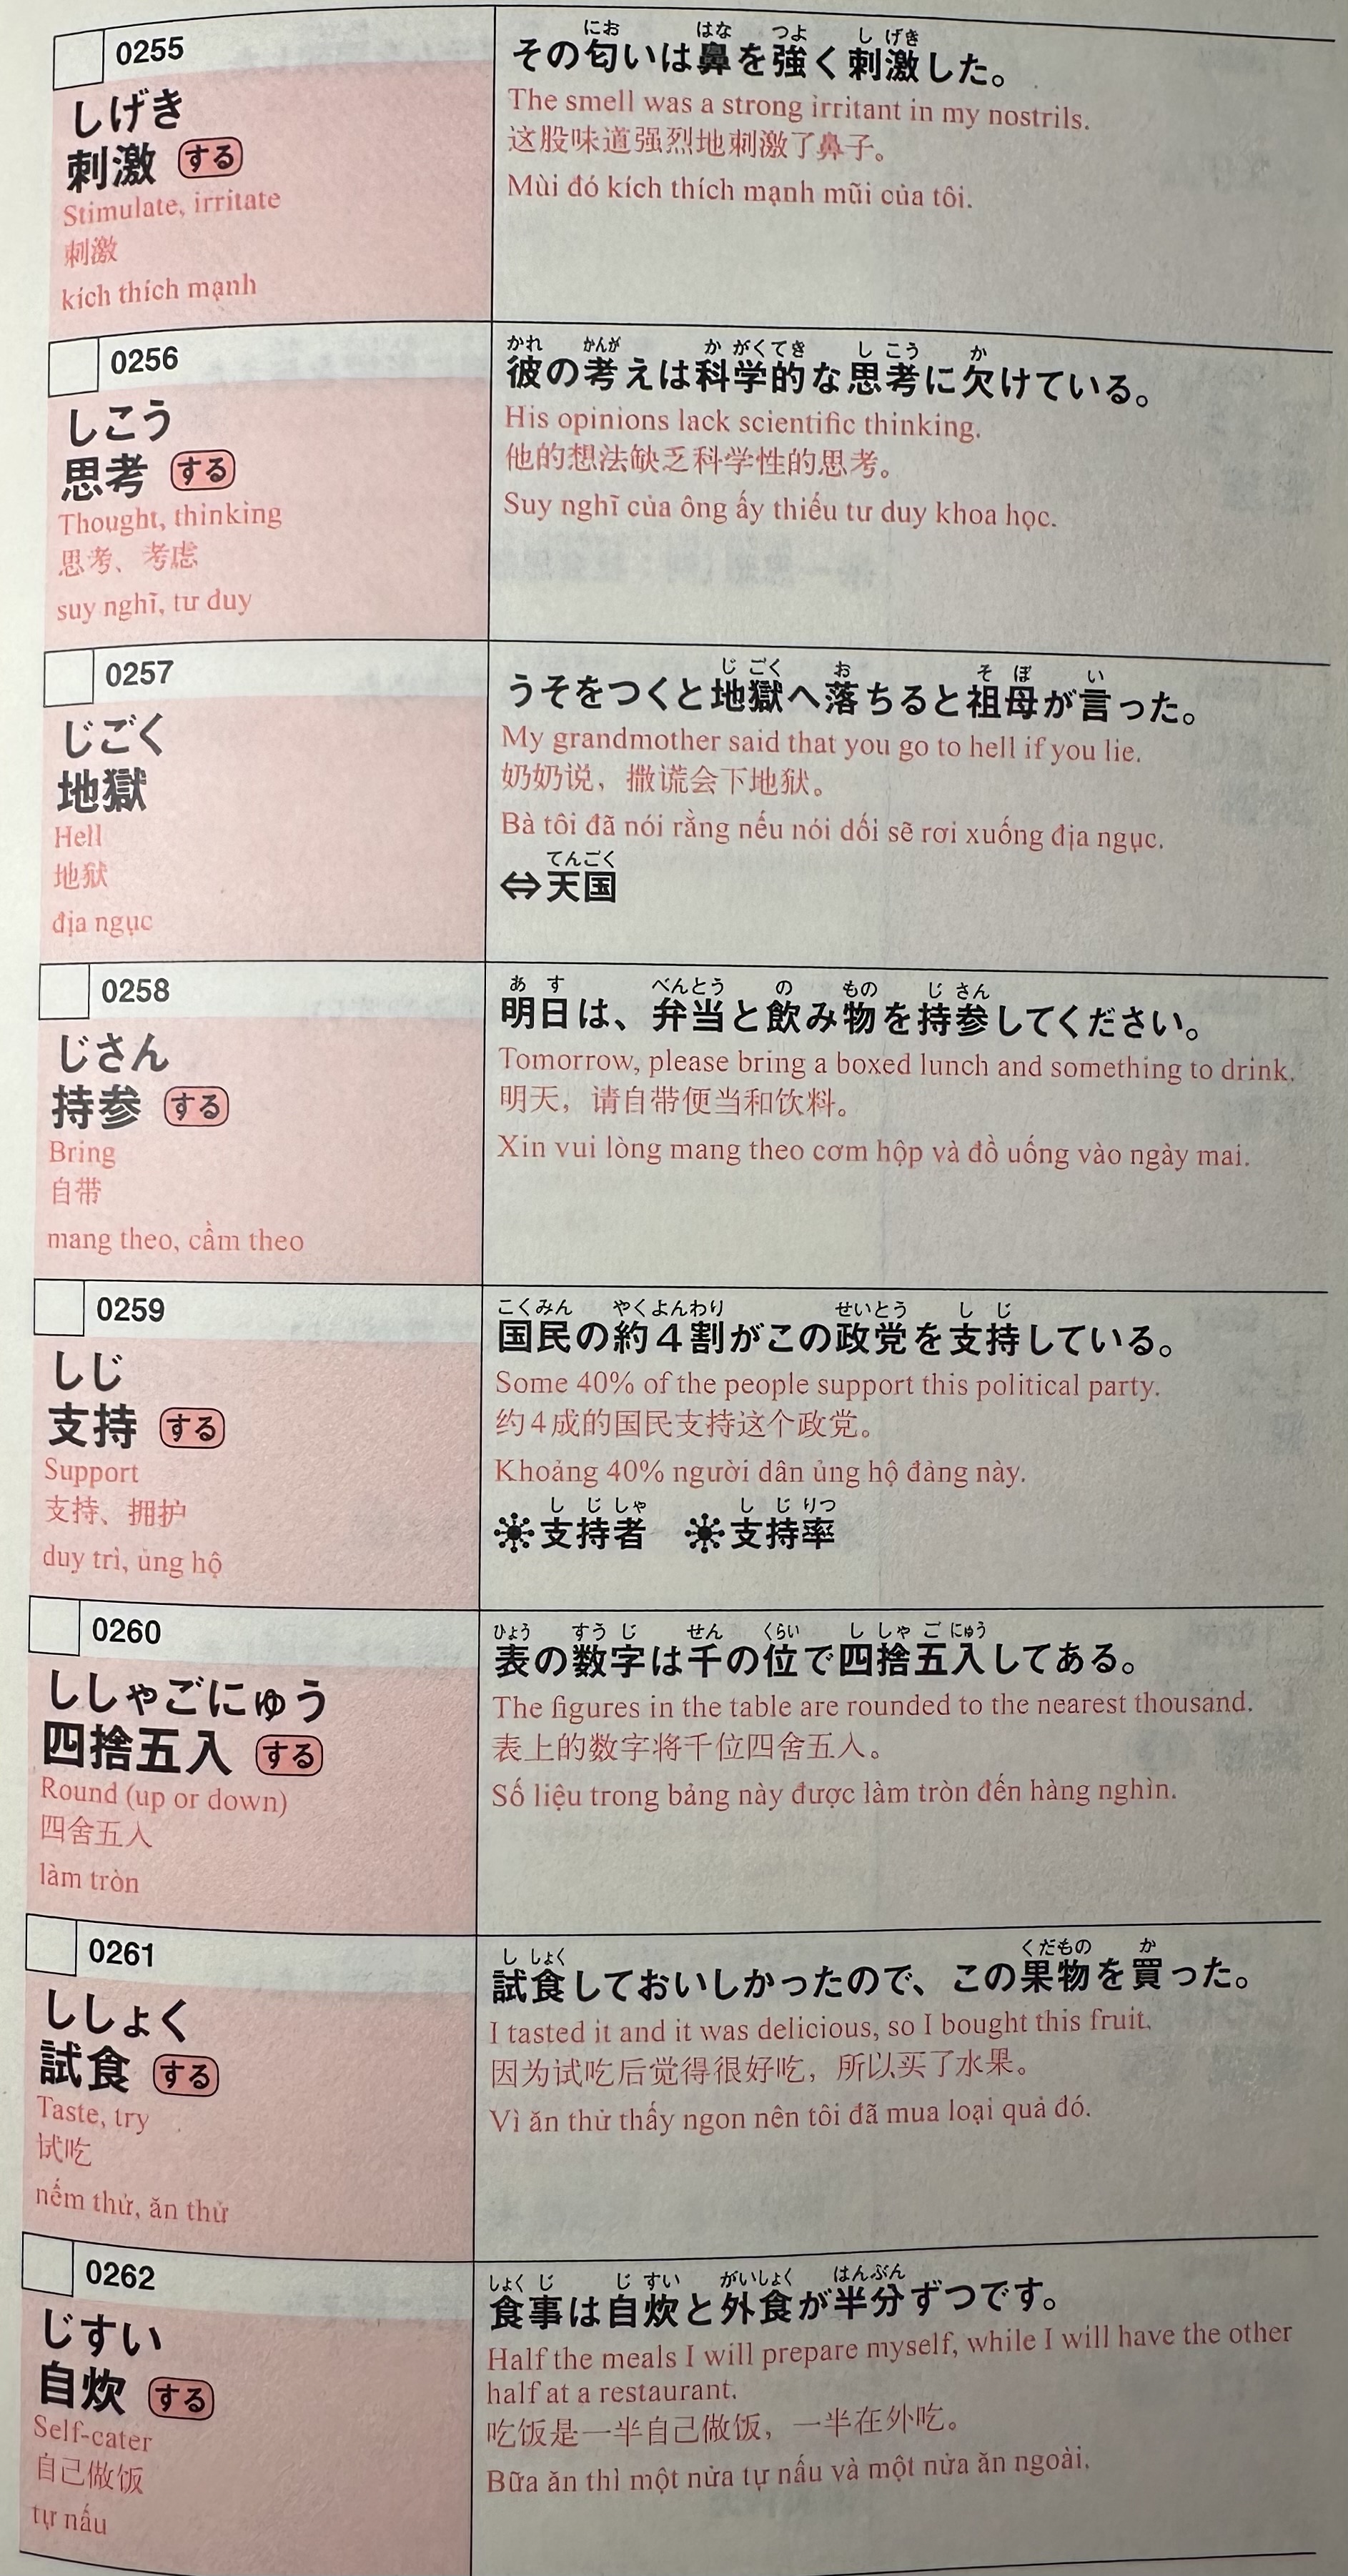 0255
しげき
刺激 する
Stimulate, irritate
刺激
kích thích mạnh
にお はな つよ し げき
その匂いは鼻を強く刺激した。
The smell was a strong irritant in my nostrils.
这股味道强烈地刺激了鼻子。
Mùi đó kích thích mạnh mũi của tôi.
0256
しこう
思考 する
Thought, thinking
思考、考虑
suy nghĩ, tư duy
かれ かんが か がくてき し こう か
彼の考えは科学的な思考に欠けている。
His opinions lack scientific thinking.
他的想法缺乏科学性的思考。
Suy nghĩ của ông ấy thiếu tư duy khoa học.
0257
じごく
地獄
Hell
地狱
địa ngục
じ ごく お そ ぼ い
うそをつくと地獄へ落ちると祖母が言った。
My grandmother said that you go to hell if you lie.
奶奶说，撒谎会下地狱。
Bà tôi đã nói rằng nếu nói dối sẽ rơi xuống địa ngục.
てんごく
⇔天国
0258
じさん
持参 する
Bring
自带
mang theo, cầm theo
あ す べんとう の もの じ さん
明日は、弁当と飲み物を持参してください。
Tomorrow, please bring a boxed lunch and something to drink.
明天，请自带便当和饮料。
Xin vui lòng mang theo cơm hộp và đồ uống vào ngày mai.
0259
しじ
支持 する
Support
支持、拥护
duy trì, ủng hộ
こくみん やくよんわり せいとう し じ
国民の約４割がこの政党を支持している。
Some 40% of the people support this political party.
约4成的国民支持这个政党。
Khoảng 40% người dân ủng hộ đảng này.
し じ しゃ し じ りつ
支持者 支持率
0260
ししゃごにゅう
四捨五入 する
Round (up or down)
四舍五入
làm tròn
ひょう すう じ せん くらい し しゃ ご にゅう
表の数字は千の位で四捨五入してある。
The figures in the table are rounded to the nearest thousand.
表上的数字将千位四舍五入。
Số liệu trong bảng này được làm tròn đến hàng nghìn.
0261
ししょく
試食 する
Taste, try
试吃
nếm thử, ăn thử
し しょく くだもの か
試食しておいしかったので、この果物を買った。
I tasted it and it was delicious, so I bought this fruit.
因为试吃后觉得很好吃，所以买了水果。
Vì ăn thử thấy ngon nên tôi đã mua loại quả đó.
0262
じすい
自炊 する
Self-cater
自己做饭
tự nấu
しょく じ じ すい がいしょく はんぶん
食事は自炊と外食が半分ずつです。
Half the meals I will prepare myself, while I will have the other
half at a restaurant.
吃饭是一半自己做饭，一半在外吃。
Bữa ăn thì một nửa tự nấu và một nửa ăn ngoài.